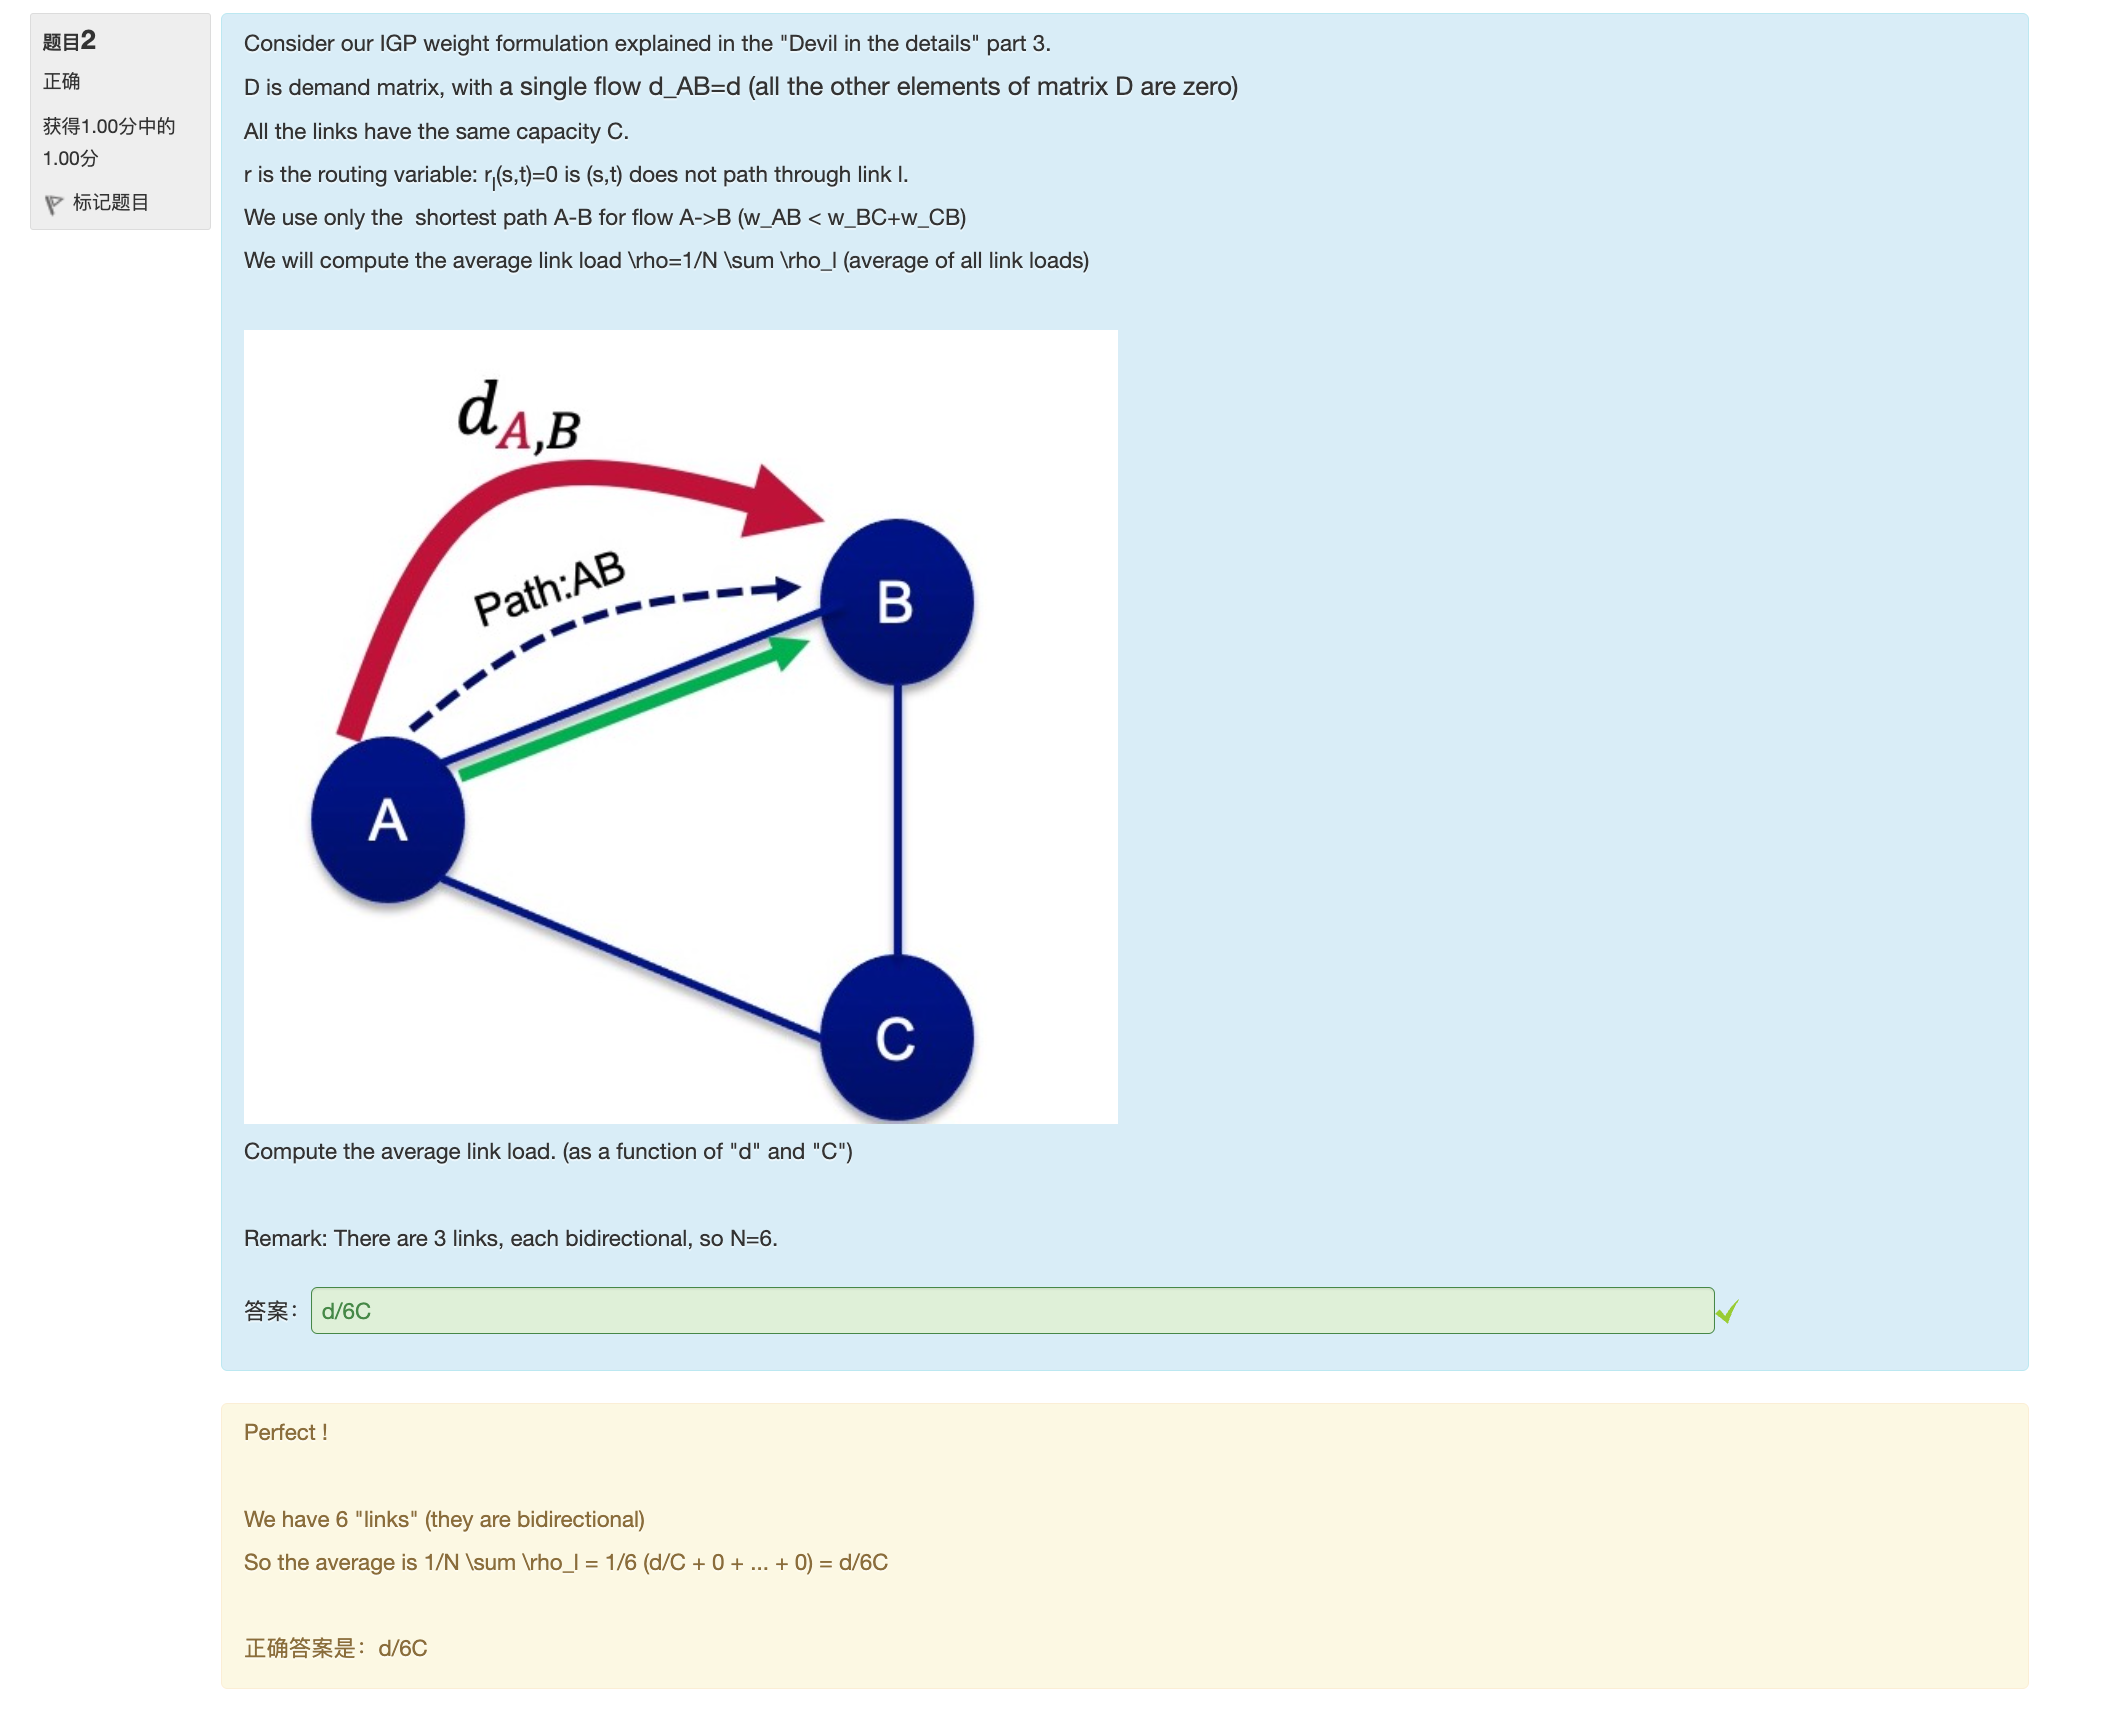 题目2
正确
获得1.00分中的
1.00分
标记题目
Consider our IGP weight formulation explained in the "Devil in the details" part 3.
D is demand matrix, with a single flow d_AB=d (all the other elements of matrix D are zero)
All the links have the same capacity C.
r is the routing variable: rl(s,t)=0 is (s,t) does not path through link l.
We use only the  shortest path A-B for flow A->B (w_AB < w_BC+w_CB)
We will compute the average link load \rho=1/N \sum \rho_l (average of all link loads)
dA,B
Path:AB
B
A
C
Compute the average link load. (as a function of "d" and "C")
Remark: There are 3 links, each bidirectional, so N=6.
答案： d/6C
Perfect !
We have 6 "links" (they are bidirectional)
So the average is 1/N \sum \rho_l = 1/6 (d/C + 0 + ... + 0) = d/6C
正确答案是：d/6C